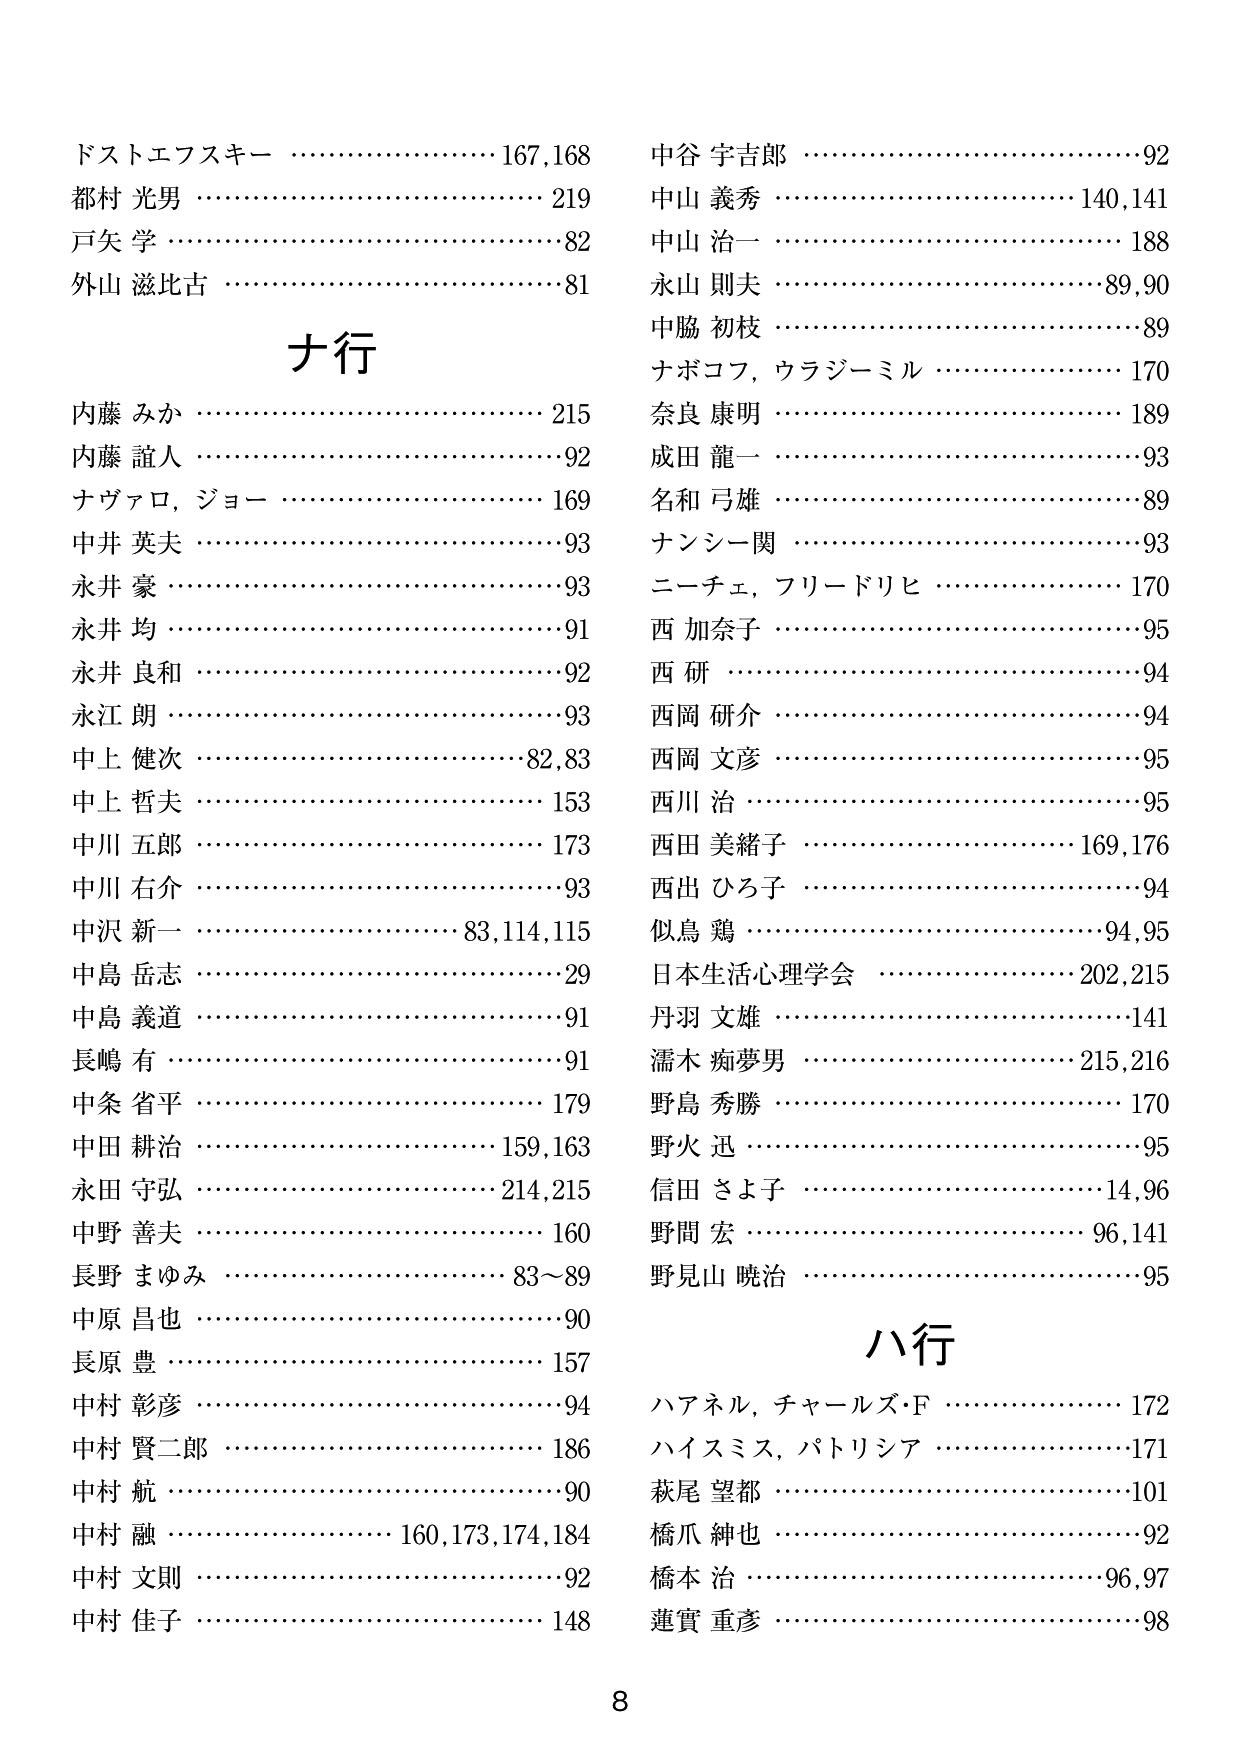 ドストエフスキー …………………… 167,168
都村 光男 ………………………………… 219
戸矢 学 ……………………………………82
外山 滋比古 ………………………………81
ナ行
内藤 みか ………………………………… 215
内藤 誼人 …………………………………92
ナヴァロ, ジョー ………………………… 169
中井 英夫 …………………………………93
永井 豪 ……………………………………93
永井 均 ……………………………………91
永井 良和 …………………………………92
永江 朗 ……………………………………93
中上 健次 ………………………………82,83
中上 哲夫 ………………………………… 153
中川 五郎 ………………………………… 173
中川 右介 …………………………………93
中沢 新一 ………………………… 83,114,115
中島 岳志 …………………………………29
中島 義道 …………………………………91
長嶋 有 ……………………………………91
中条 省平 ………………………………… 179
中田 耕治 …………………………… 159,163
永田 守弘 …………………………… 214,215
中野 善夫 ………………………………… 160
長野 まゆみ ………………………… 83〜89
中原 昌也 …………………………………90
長原 豊 …………………………………… 157
中村 彰彦 …………………………………94
中村 賢二郎 ……………………………… 186
中村 航 ……………………………………90
中村 融 …………………… 160,173,174,184
中村 文則 …………………………………92
中村 佳子 ………………………………… 148
中谷 宇吉郎 ………………………………92
中山 義秀 …………………………… 140,141
中山 治一 ………………………………… 188
永山 則夫 ………………………………89,90
中脇 初枝 …………………………………89
ナボコフ, ウラジーミル ………………… 170
奈良 康明 ………………………………… 189
成田 龍一 …………………………………93
名和 弓雄 …………………………………89
ナンシー関 ………………………………93
ニーチェ, フリードリヒ ………………… 170
西 加奈子 …………………………………95
西 研 ………………………………………94
西岡 研介 …………………………………94
西岡 文彦 …………………………………95
西川 治 ……………………………………95
西田 美緒子 ………………………… 169,176
西出 ひろ子 ………………………………94
似鳥 鶏 …………………………………94,95
日本生活心理学会 ………………… 202,215
丹羽 文雄 …………………………………141
濡木 痴夢男 ………………………… 215,216
野島 秀勝 ………………………………… 170
野火 迅 ……………………………………95
信田 さよ子 ……………………………14,96
野間 宏 ……………………………… 96,141
野見山 暁治 ………………………………95
ハ行
ハアネル, チャールズ・F ………………… 172
ハイスミス, パトリシア …………………171
萩尾 望都 …………………………………101
橋爪 紳也 …………………………………92
橋本 治 …………………………………96,97
蓮實 重彦 …………………………………98
8